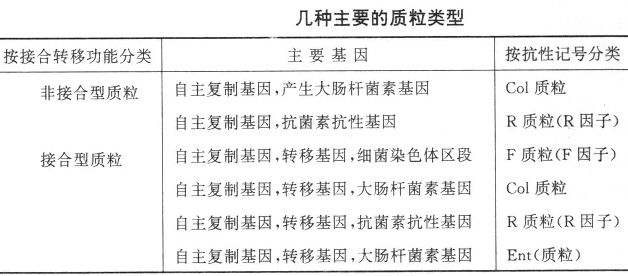 几种主要的质粒类型
按接合转移功能分类 主要基因 按抗性记号分类
非接合型质粒 自主复制基因,产生大肠杆菌素基因 Col 质粒
自主复制基因,抗菌素抗性基因 R 质粒(R 因子)
接合型质粒 自主复制基因,转移基因,细菌染色体区段 F 质粒(F 因子)
自主复制基因,转移基因,大肠杆菌素基因 Col 质粒
自主复制基因,转移基因,抗菌素抗性基因 R 质粒(R 因子)
自主复制基因,转移基因,大肠杆菌素基因 Ent(质粒)